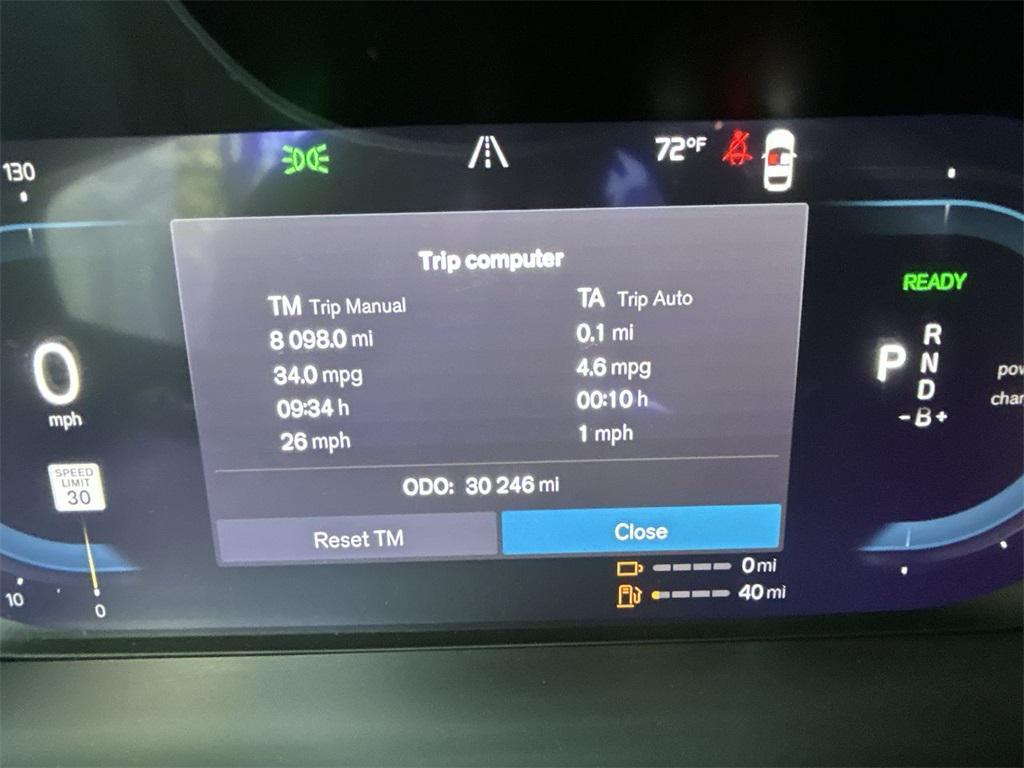 130
72°F
Trip computer
TM Trip Manual
8 098.0 mi
34.0 mpg
09:34 h
26 mph
TA Trip Auto
0.1 mi
4.6 mpg
00:10 h
1 mph
ODO: 30 246 mi
Reset TM
Close
0
mph
SPEED
LIMIT
30
10
0
READY
P
R
N
D
-B+
pow
char
0 mi
40 mi